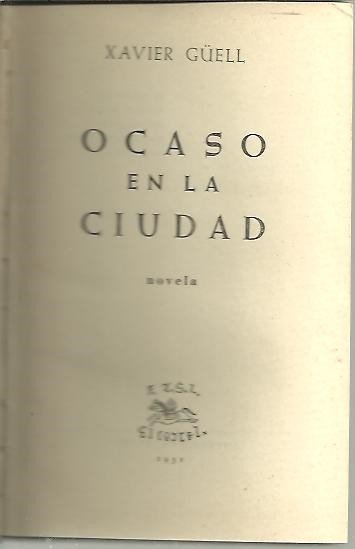 XAVIER GÜELL
OCASO
EN LA
CIUDAD
novela